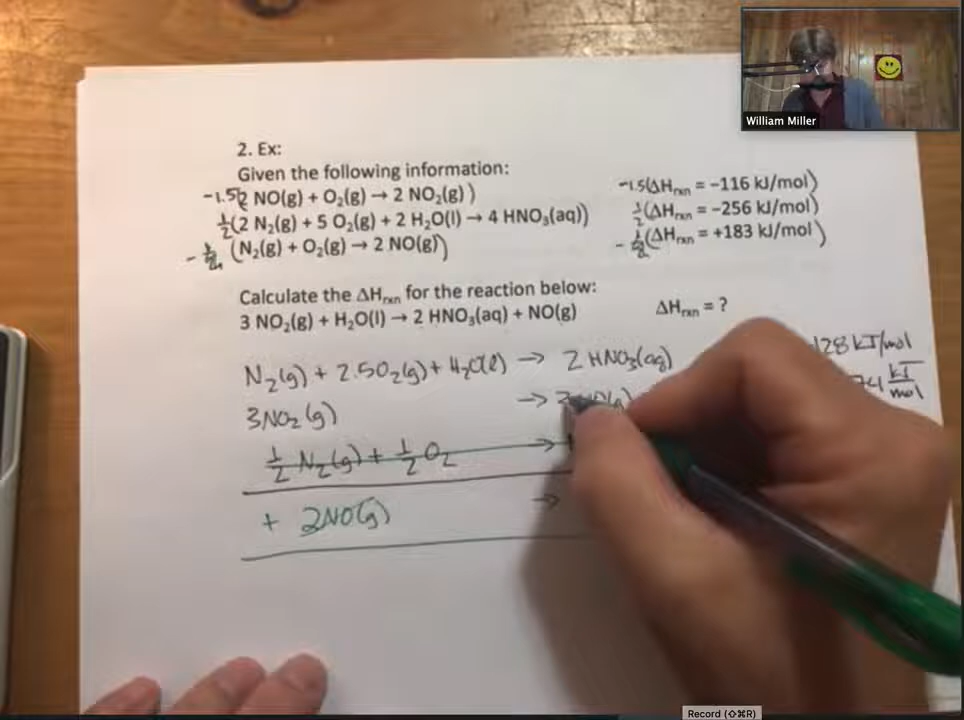 William Miller
2. Ex:
Given the following information:
-1.5(2 NO(g) + O₂(g) → 2 NO₂(g)) -1.5(ΔHrxn = -116 kJ/mol)
½(2 N₂(g) + 5 O₂(g) + 2 H₂O(l) → 4 HNO₃(aq)) ½(ΔHrxn = -256 kJ/mol)
(N₂(g) + O₂(g) → 2 NO(g)) (ΔHrxn = +183 kJ/mol)
Calculate the ΔHrxn for the reaction below:
3 NO₂(g) + H₂O(l) → 2 HNO₃(aq) + NO(g) ΔHrxn = ?
N₂(g) + 2.5O₂(g) + H₂O(l) → 2 HNO₃(aq) 128 kJ/mol
3NO₂(g) → kJ/mol
½ N₂(g) + ½ O₂ →
+ 2NO(g) →
Record (⇧⌘R)